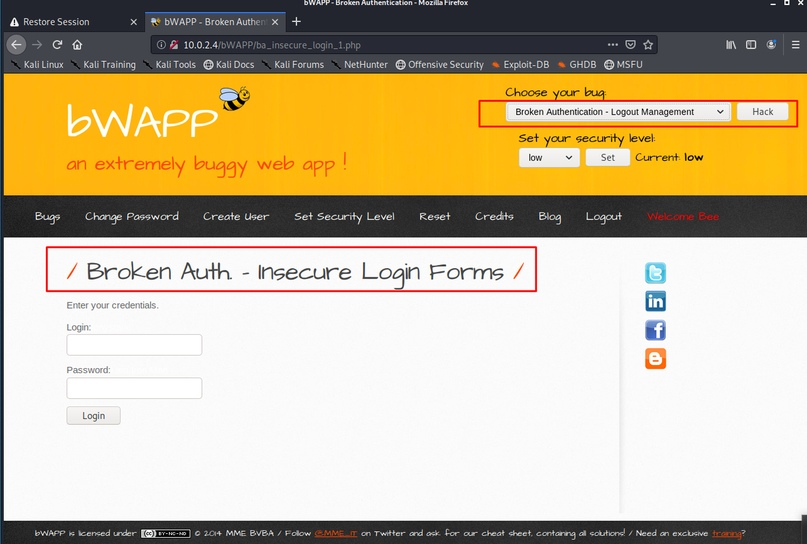 bWAPP - Broken Authentication - Mozilla Firefox
Restore Session
bWAPP - Broken Authen
10.0.2.4/bWAPP/ba_insecure_login_1.php
Kali Linux Kali Training Kali Tools Kali Docs Kali Forums NetHunter Offensive Security Exploit-DB GHDB MSFU
bWAPP
an extremely buggy web app !
Choose your bug:
Broken Authentication - Logout Management Hack
Set your security level:
low Set Current: low
Bugs Change Password Create User Set Security Level Reset Credits Blog Logout Welcome Bee
/ Broken Auth. - Insecure Login Forms /
Enter your credentials.
Login:
Password:
Login
bWAPP is licensed under cc BY-NC-ND © 2014 MME BVBA / Follow @MME_IT on Twitter and ask for our cheat sheet, containing all solutions! / Need an exclusive training?